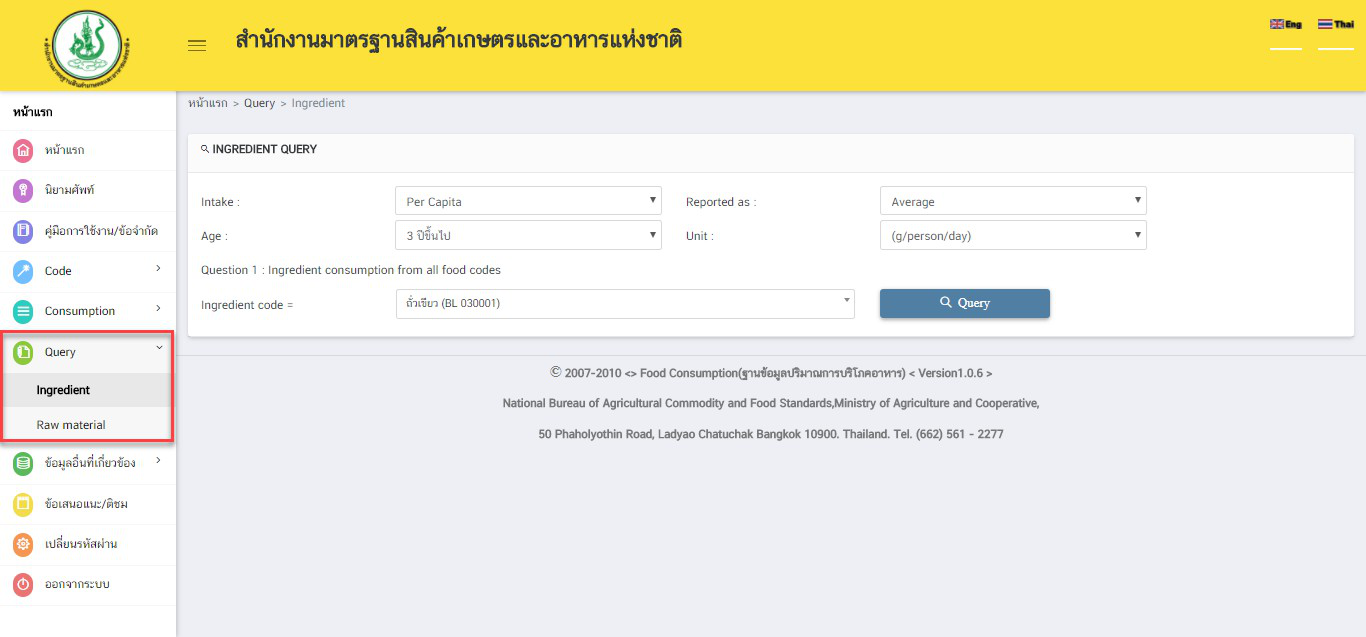 สำนักงานมาตรฐานสินค้าเกษตรและอาหารแห่งชาติ
Eng Thai
หน้าแรก
หน้าแรก
นิยามศัพท์
คู่มือการใช้งาน/ข้อจำกัด
Code
Consumption
Query
Ingredient
Raw material
ข้อมูลอื่นที่เกี่ยวข้อง
ข้อเสนอแนะ/ติชม
เปลี่ยนรหัสผ่าน
ออกจากระบบ
หน้าแรก > Query > Ingredient
INGREDIENT QUERY
Intake : Per Capita Reported as : Average
Age : 3 ปีขึ้นไป Unit : (g/person/day)
Question 1 : Ingredient consumption from all food codes
Ingredient code = ถั่วเขียว (BL 030001) Query
© 2007-2010 <> Food Consumption(ฐานข้อมูลปริมาณการบริโภคอาหาร) < Version1.0.6 >
National Bureau of Agricultural Commodity and Food Standards,Ministry of Agriculture and Cooperative,
50 Phaholyothin Road, Ladyao Chatuchak Bangkok 10900. Thailand. Tel. (662) 561 - 2277